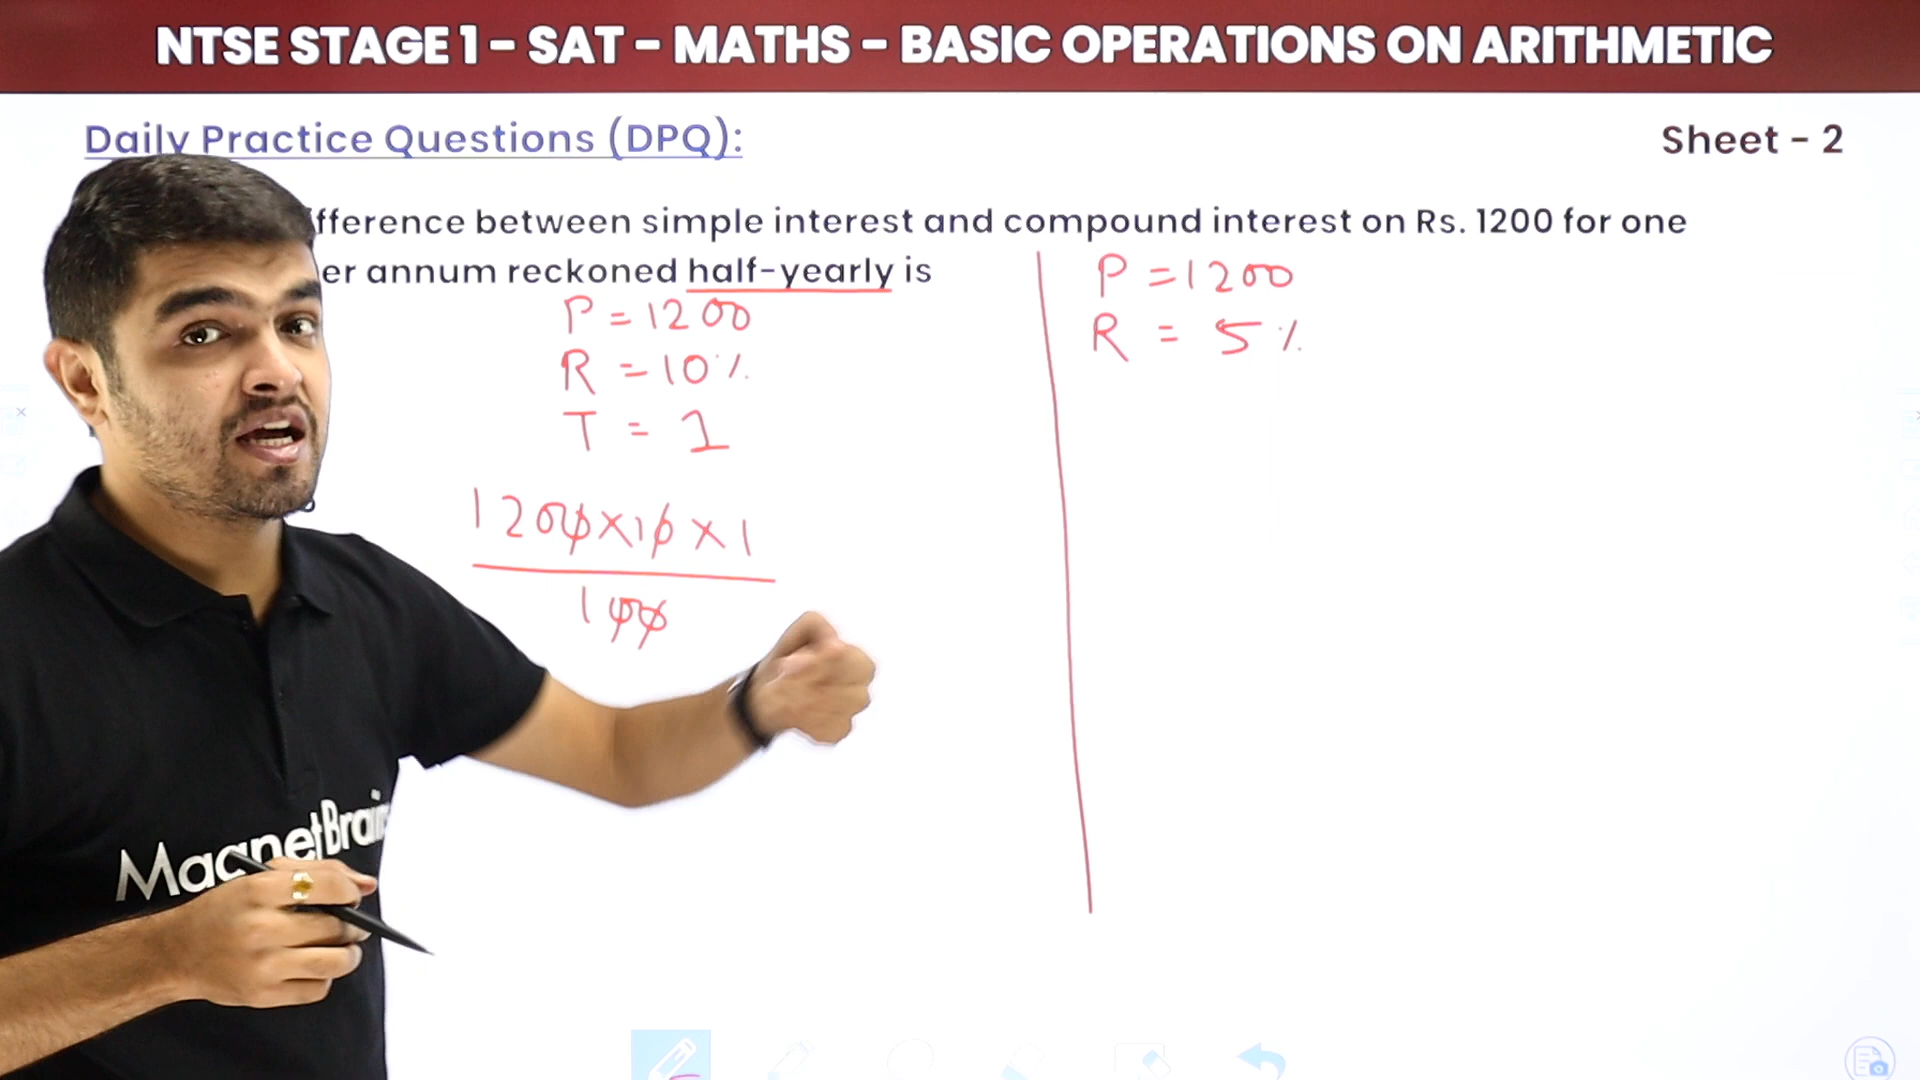 NTSE STAGE 1 – SAT – MATHS – BASIC OPERATIONS ON ARITHMETIC
Daily Practice Questions (DPQ):
Sheet - 2
ifference between simple interest and compound interest on Rs. 1200 for one
er annum reckoned half-yearly is
P = 1200
R = 10%
T = 1
1200 × 10 × 1
100
P = 1200
R = 5%
MagnetBrain